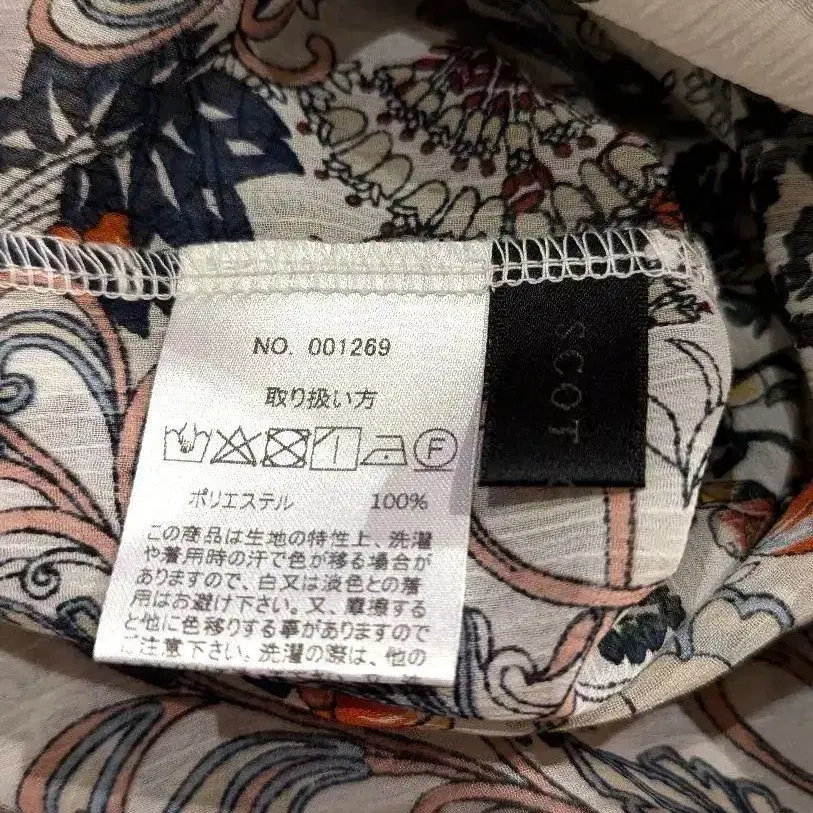 NO. 001269
取り扱い方
F
ポリエステル 100%
この商品は生地の特性上、洗濯
や着用時の汗で色が移る場合が
ありますので、白又は淡色との着
用はお避け下さい。又、摩擦する
と他に色移りする事がありますので
ご注意下さい。洗濯の際は、他の
SCOT